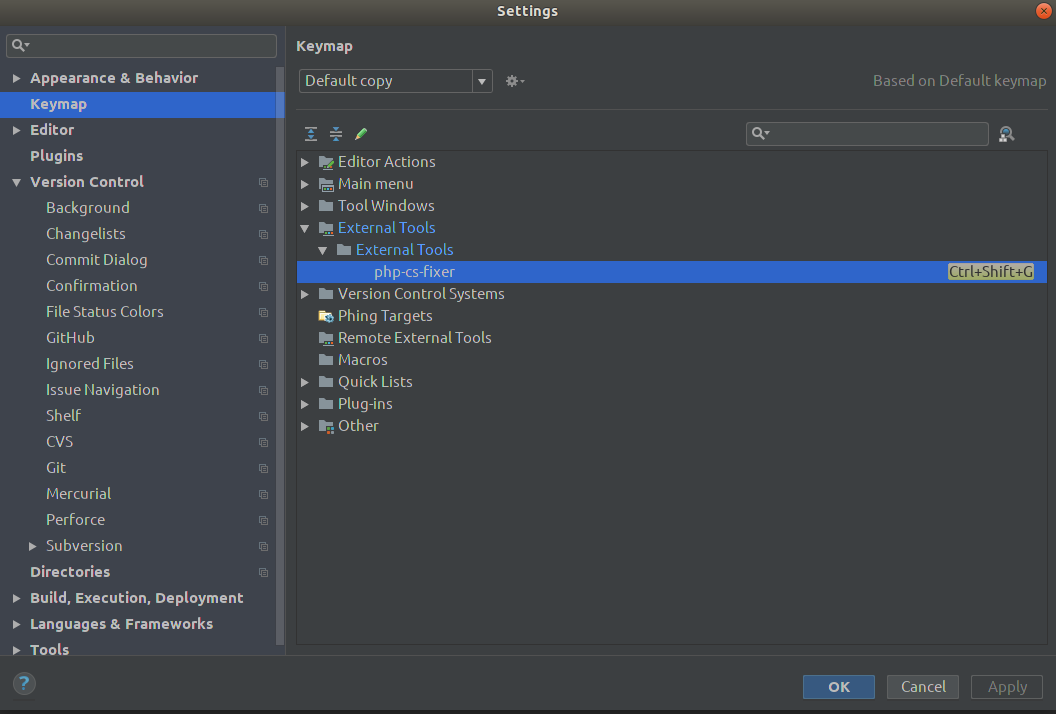 Settings
Keymap
Default copy
Based on Default keymap
Appearance & Behavior
Keymap
Editor
Plugins
Version Control
Background
Changelists
Commit Dialog
Confirmation
File Status Colors
GitHub
Ignored Files
Issue Navigation
Shelf
CVS
Git
Mercurial
Perforce
Subversion
Directories
Build, Execution, Deployment
Languages & Frameworks
Tools
Editor Actions
Main menu
Tool Windows
External Tools
External Tools
php-cs-fixer Ctrl+Shift+G
Version Control Systems
Phing Targets
Remote External Tools
Macros
Quick Lists
Plug-ins
Other
?
OK
Cancel
Apply